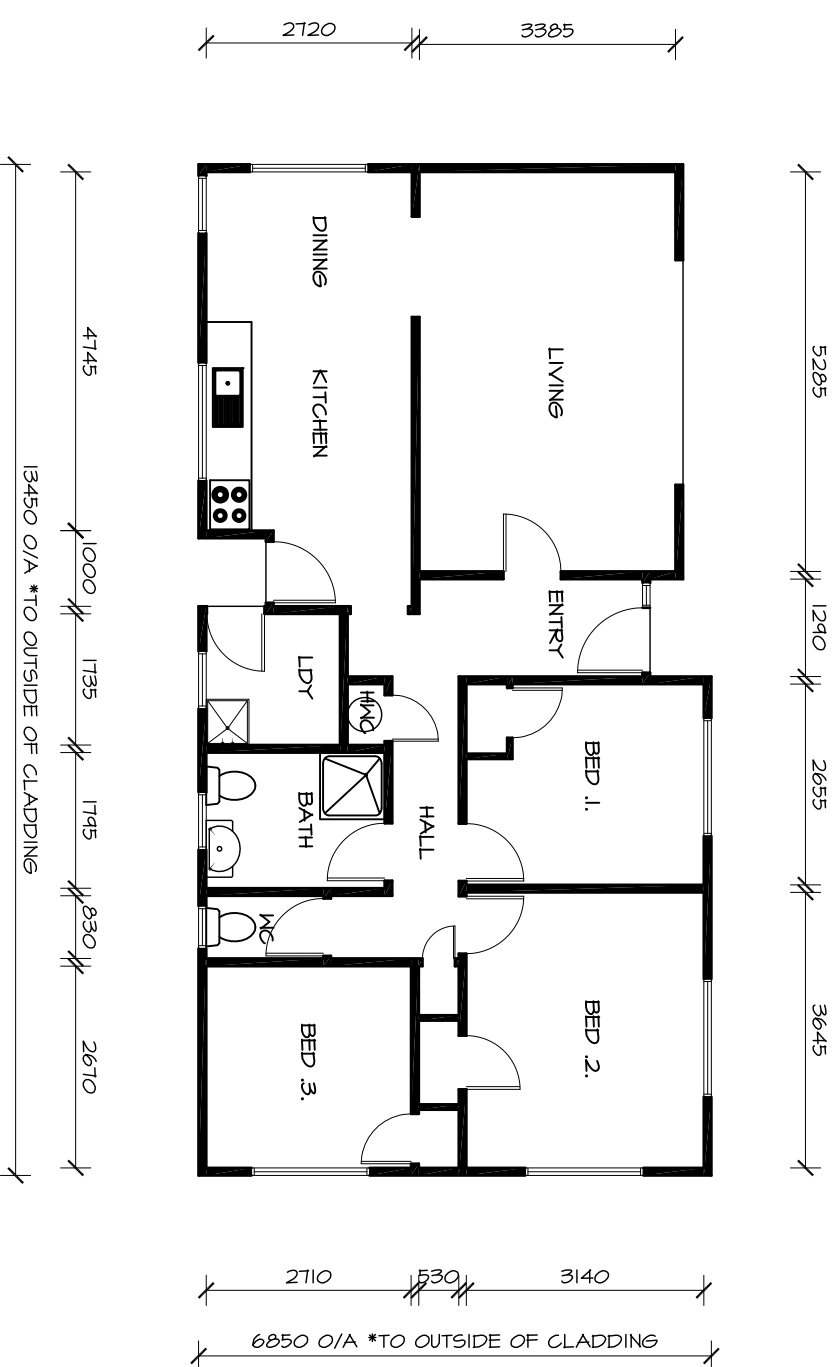 2720
3385
DINING
KITCHEN
LIVING
ENTRY
LDY
HWC
BED .1.
BATH
HALL
WC
BED .2.
BED .3.
4745
1000
1735
1795
830
2670
13450 O/A *TO OUTSIDE OF CLADDING
5285
1290
2655
3645
2710
530
3140
6850 O/A *TO OUTSIDE OF CLADDING